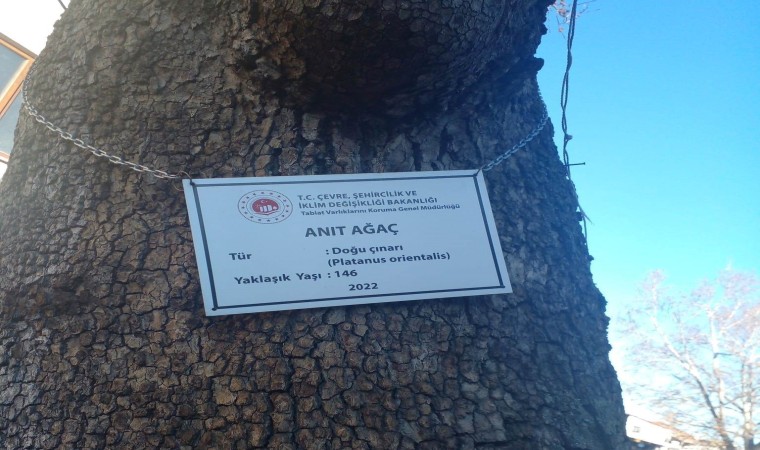 T.C. ÇEVRE, ŞEHİRCİLİK VE
İKLİM DEĞİŞİKLİĞİ BAKANLIĞI
Tabiat Varlıklarını Koruma Genel Müdürlüğü
ANIT AĞAÇ
Tür : Doğu çınarı
(Platanus orientalis)
Yaklaşık Yaşı : 146
2022